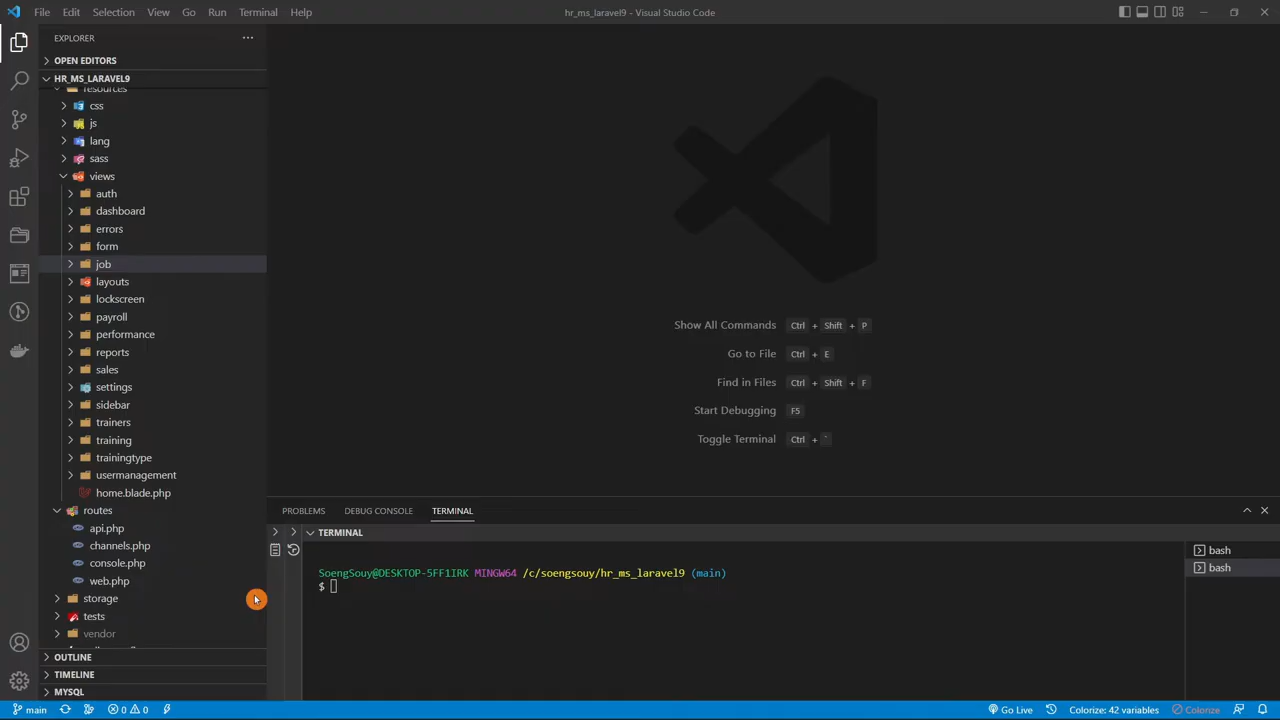 File Edit Selection View Go Run Terminal Help
hr_ms_laravel9 - Visual Studio Code
EXPLORER
OPEN EDITORS
HR_MS_LARAVEL9
resources
css
js
lang
sass
views
auth
dashboard
errors
form
job
layouts
lockscreen
payroll
performance
reports
sales
settings
sidebar
trainers
training
trainingtype
usermanagement
home.blade.php
routes
api.php
channels.php
console.php
web.php
storage
tests
vendor
OUTLINE
TIMELINE
MYSQL
Show All Commands Ctrl + Shift + P
Go to File Ctrl + E
Find in Files Ctrl + Shift + F
Start Debugging F5
Toggle Terminal Ctrl + `
PROBLEMS DEBUG CONSOLE TERMINAL
TERMINAL
SoengSouy@DESKTOP-5FF1IRK MINGW64 /c/soengsouy/hr_ms_laravel9 (main)
$
bash
bash
main 0 0 Go Live Colorize: 42 variables Colorize